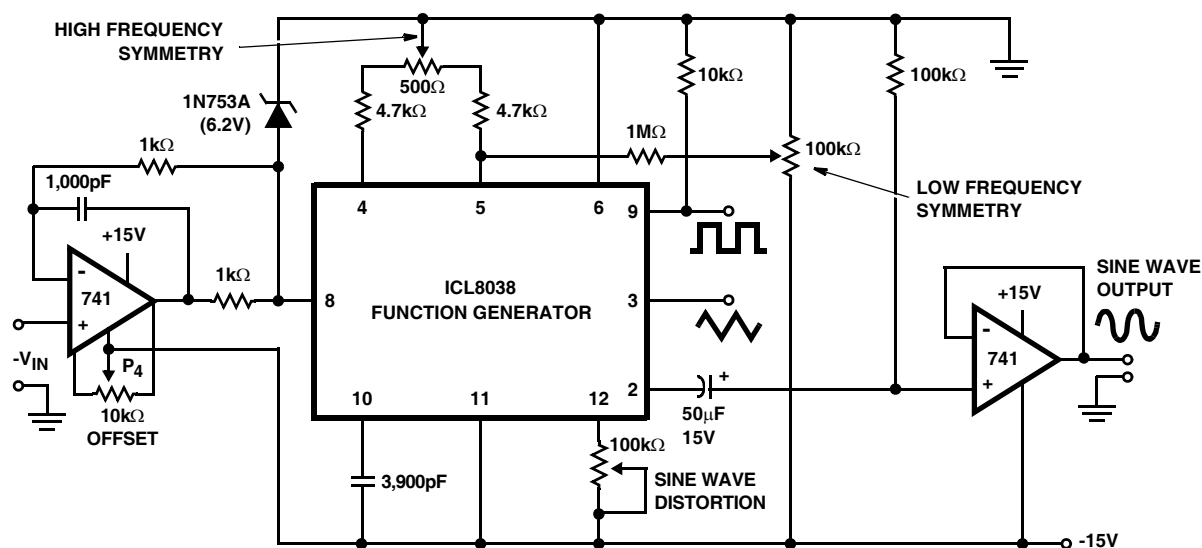 HIGH FREQUENCY
SYMMETRY
500Ω
10kΩ
100kΩ
1N753A
(6.2V)
4.7kΩ
4.7kΩ
1MΩ
100kΩ
1kΩ
1,000pF
LOW FREQUENCY
SYMMETRY
4
5
6
9
+15V
-
741
+
1kΩ
8
ICL8038
FUNCTION GENERATOR
3
SINE WAVE
OUTPUT
+15V
-
741
+
-VIN
P4
10kΩ
OFFSET
10
11
12
2
+
50μF
15V
100kΩ
3,900pF
SINE WAVE
DISTORTION
-15V